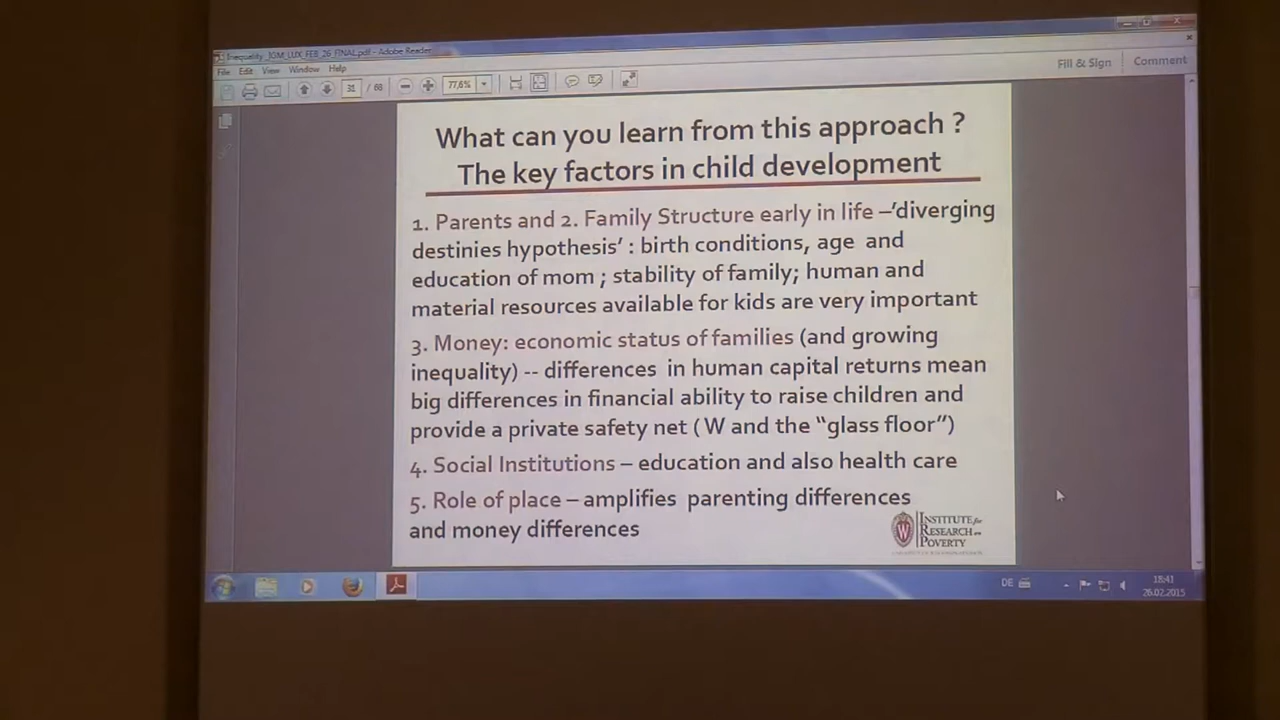 Inequality_IGM_LUX_FEB_26_FINAL.pdf - Adobe Reader
File Edit View Window Help
31 / 68 77,6% Fill & Sign Comment
What can you learn from this approach ?
The key factors in child development
1. Parents and 2. Family Structure early in life –'diverging
destinies hypothesis' : birth conditions, age and
education of mom ; stability of family; human and
material resources available for kids are very important
3. Money: economic status of families (and growing
inequality) -- differences in human capital returns mean
big differences in financial ability to raise children and
provide a private safety net ( W and the “glass floor”)
4. Social Institutions – education and also health care
5. Role of place – amplifies parenting differences
and money differences
W
INSTITUTE for
RESEARCH on
POVERTY
DE
18:41
26.02.2015